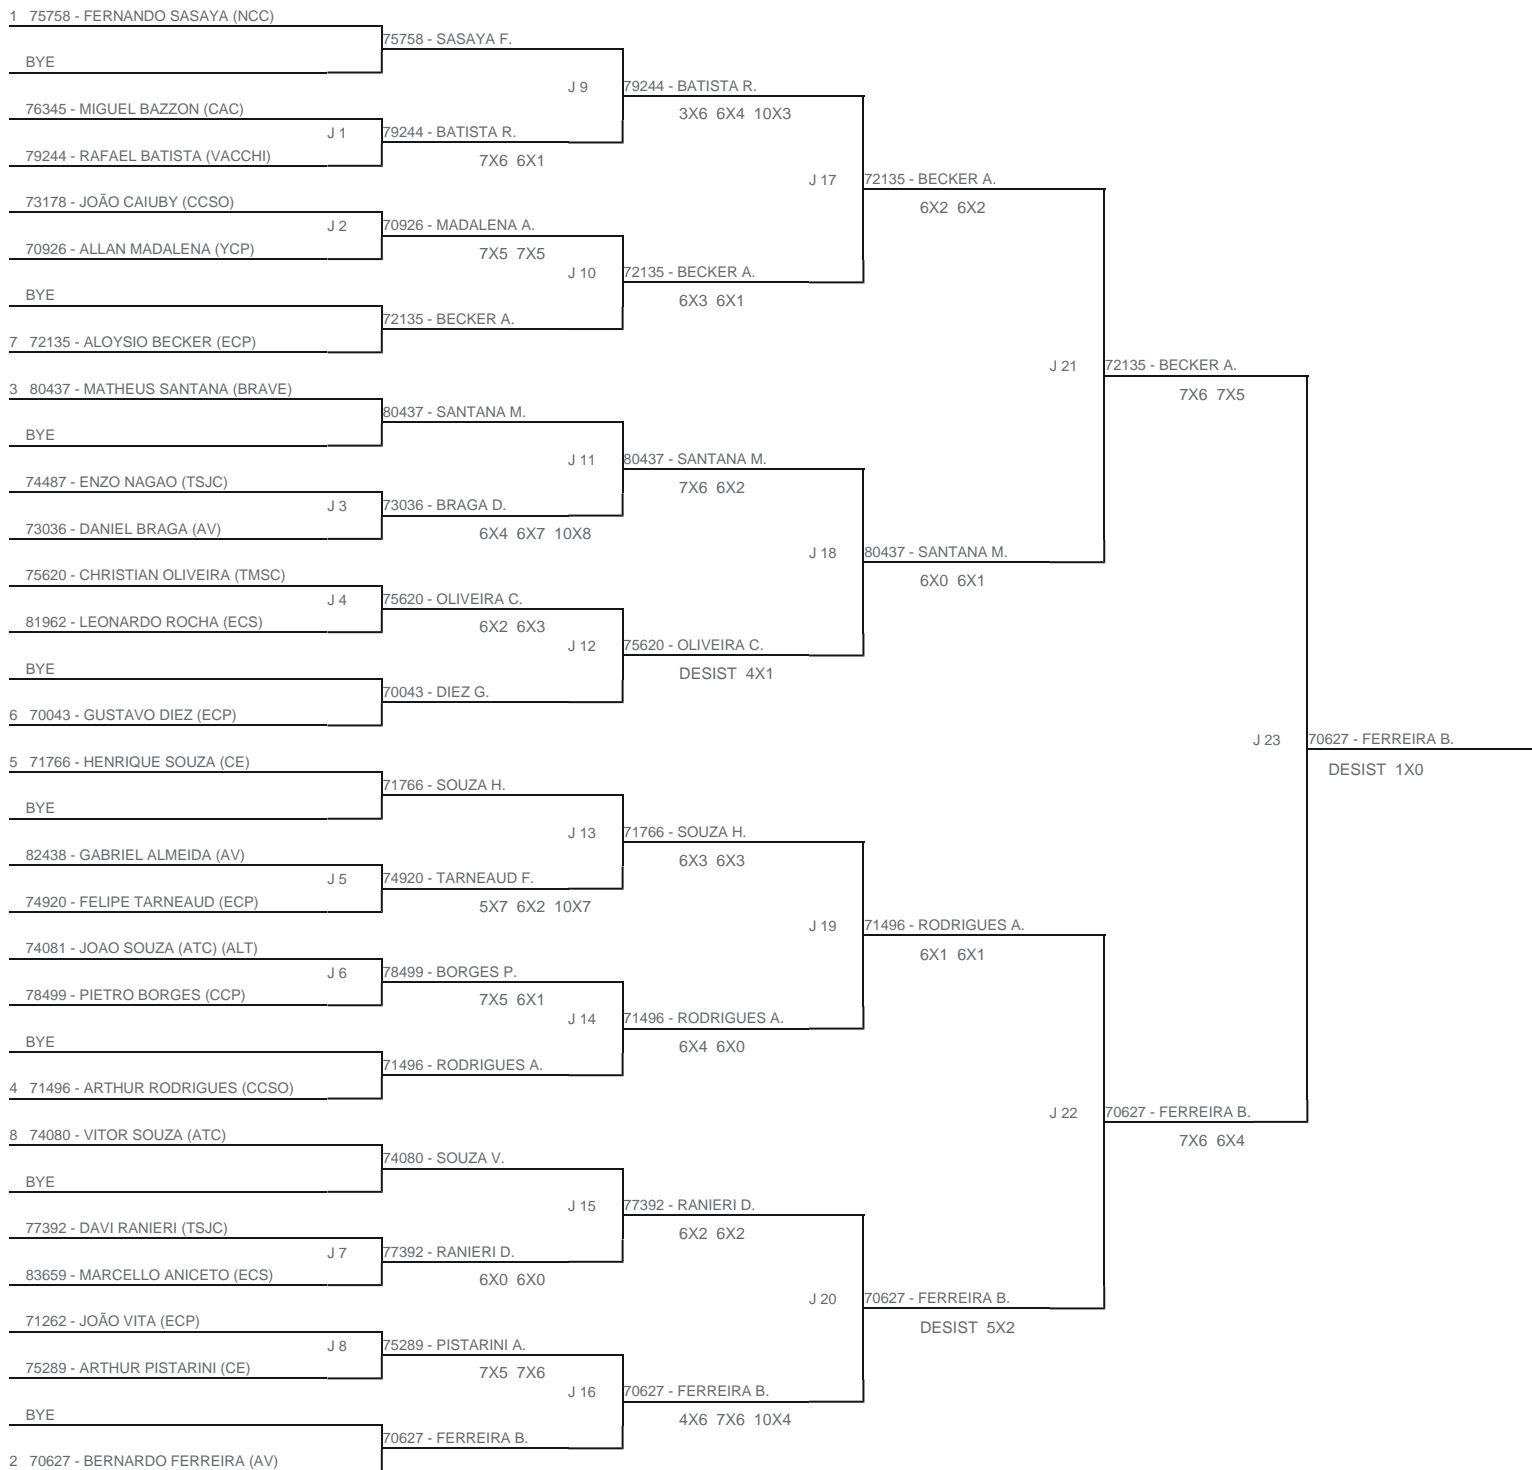 1 75758 - FERNANDO SASAYA (NCC)
75758 - SASAYA F.
BYE
J 9
79244 - BATISTA R.
76345 - MIGUEL BAZZON (CAC)
3X6 6X4 10X3
J 1
79244 - BATISTA R.
79244 - RAFAEL BATISTA (VACCHI)
7X6 6X1
J 17
72135 - BECKER A.
73178 - JOÃO CAIUBY (CCSO)
6X2 6X2
J 2
70926 - MADALENA A.
70926 - ALLAN MADALENA (YCP)
7X5 7X5
J 10
72135 - BECKER A.
BYE
6X3 6X1
72135 - BECKER A.
7 72135 - ALOYSIO BECKER (ECP)
J 21
72135 - BECKER A.
3 80437 - MATHEUS SANTANA (BRAVE)
7X6 7X5
80437 - SANTANA M.
BYE
J 11
80437 - SANTANA M.
74487 - ENZO NAGAO (TSJC)
7X6 6X2
J 3
73036 - BRAGA D.
73036 - DANIEL BRAGA (AV)
6X4 6X7 10X8
J 18
80437 - SANTANA M.
75620 - CHRISTIAN OLIVEIRA (TMSC)
6X0 6X1
J 4
75620 - OLIVEIRA C.
81962 - LEONARDO ROCHA (ECS)
6X2 6X3
J 12
75620 - OLIVEIRA C.
BYE
DESIST 4X1
70043 - DIEZ G.
6 70043 - GUSTAVO DIEZ (ECP)
J 23
70627 - FERREIRA B.
5 71766 - HENRIQUE SOUZA (CE)
DESIST 1X0
71766 - SOUZA H.
BYE
J 13
71766 - SOUZA H.
82438 - GABRIEL ALMEIDA (AV)
6X3 6X3
J 5
74920 - TARNEAUD F.
74920 - FELIPE TARNEAUD (ECP)
5X7 6X2 10X7
J 19
71496 - RODRIGUES A.
74081 - JOAO SOUZA (ATC) (ALT)
6X1 6X1
J 6
78499 - BORGES P.
78499 - PIETRO BORGES (CCP)
7X5 6X1
J 14
71496 - RODRIGUES A.
BYE
6X4 6X0
71496 - RODRIGUES A.
4 71496 - ARTHUR RODRIGUES (CCSO)
J 22
70627 - FERREIRA B.
8 74080 - VITOR SOUZA (ATC)
7X6 6X4
74080 - SOUZA V.
BYE
J 15
77392 - RANIERI D.
77392 - DAVI RANIERI (TSJC)
6X2 6X2
J 7
77392 - RANIERI D.
83659 - MARCELLO ANICETO (ECS)
6X0 6X0
J 20
70627 - FERREIRA B.
71262 - JOÃO VITA (ECP)
DESIST 5X2
J 8
75289 - PISTARINI A.
75289 - ARTHUR PISTARINI (CE)
7X5 7X6
J 16
70627 - FERREIRA B.
BYE
4X6 7X6 10X4
70627 - FERREIRA B.
2 70627 - BERNARDO FERREIRA (AV)